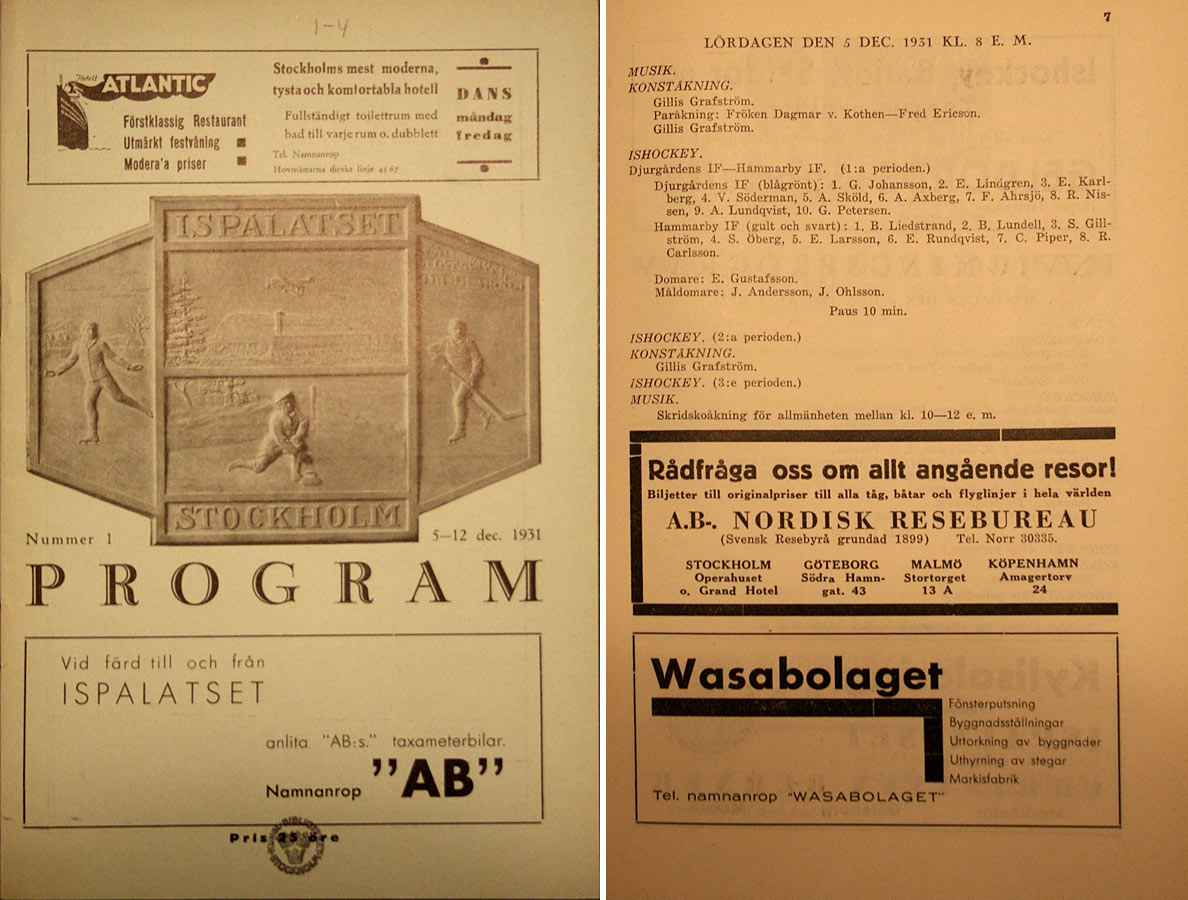 1-4
Hotell ATLANTIC
Förstklassig Restaurant
Utmärkt festvåning
Modera'a priser
Stockholms mest moderna,
tysta och komfortabla hotell
Fullständigt toilettrum med
bad till varje rum o. dubblett
Tel. Namnanrop
Hovmästarna direkt linje 4567
DANS
måndag
fredag
ISPALATSET
STOCKHOLM
Nummer 1
5—12 dec. 1931
PROGRAM
Vid färd till och från
ISPALATSET
anlita "AB:s." taxameterbilar.
Namnanrop "AB"
Pris 25 öre
7
LÖRDAGEN DEN 5 DEC. 1931 KL. 8 E. M.
MUSIK.
KONSTÅKNING.
Gillis Grafström.
Paråkning: Fröken Dagmar v. Kothen—Fred Ericson.
Gillis Grafström.
ISHOCKEY.
Djurgårdens IF—Hammarby IF. (1:a perioden.)
Djurgårdens IF (blågrönt): 1. G. Johansson, 2. E. Lindgren, 3. E. Karl-
berg, 4. V. Söderman, 5. A. Sköld, 6. A. Axberg, 7. F. Ahrsjö, 8. R. Nis-
sen, 9. A. Lundqvist, 10. G. Petersen.
Hammarby IF (gult och svart): 1. B. Liedstrand, 2. B. Lundell, 3. S. Gill-
ström, 4. S. Öberg, 5. E. Larsson, 6. E. Rundqvist, 7. C. Piper, 8. R.
Carlsson.
Domare: E. Gustafsson.
Måldomare: J. Andersson, J. Ohlsson.
Paus 10 min.
ISHOCKEY. (2:a perioden.)
KONSTÅKNING.
Gillis Grafström.
ISHOCKEY. (3:e perioden.)
MUSIK.
Skridskoåkning för allmänheten mellan kl. 10—12 e. m.
Rådfråga oss om allt angående resor!
Biljetter till originalpriser till alla tåg, båtar och flyglinjer i hela världen
A.B-. NORDISK RESEBUREAU
(Svensk Resebyrå grundad 1899) Tel. Norr 30335.
STOCKHOLM GÖTEBORG MALMÖ KÖPENHAMN
Operahuset Södra Hamn- Stortorget Amagertorv
o. Grand Hotel gat. 43 13 A 24
Wasabolaget
Fönsterputsning
Byggnadsställningar
Uttorkning av byggnader
Uthyrning av stegar
Markisfabrik
Tel. namnanrop "WASABOLAGET"